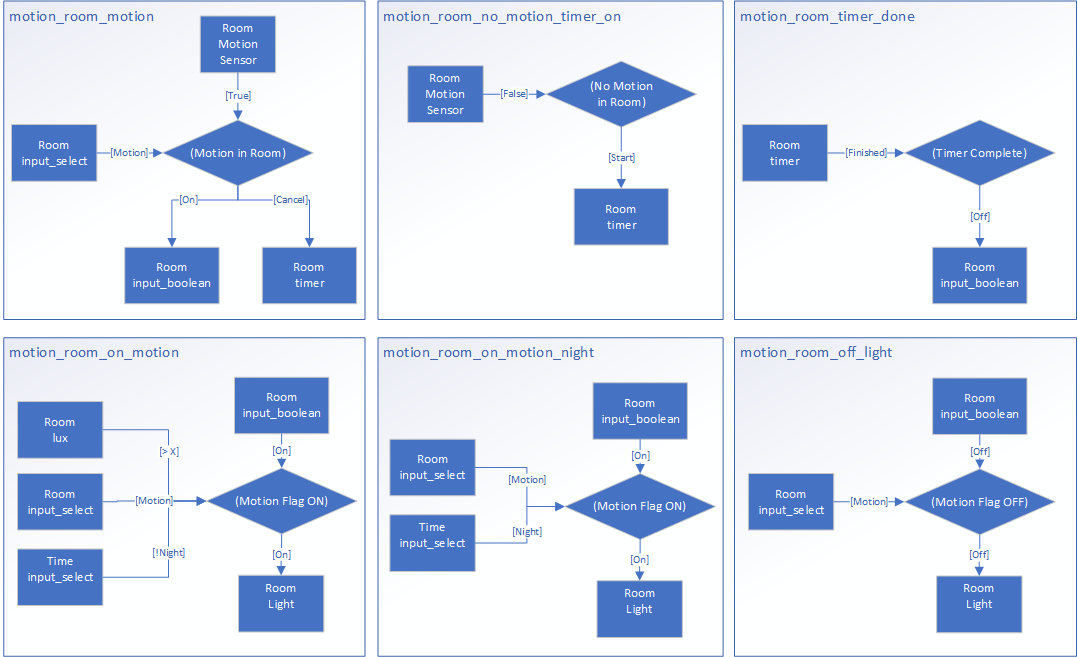 motion_room_motion
Room
Motion
Sensor
[True]
Room
input_select
[Motion]
(Motion in Room)
[On]
[Cancel]
Room
input_boolean
Room
timer
motion_room_no_motion_timer_on
Room
Motion
Sensor
[False]
(No Motion
in Room)
[Start]
Room
timer
motion_room_timer_done
Room
timer
[Finished]
(Timer Complete)
[Off]
Room
input_boolean
motion_room_on_motion
Room
input_boolean
Room
lux
[On]
[> X]
Room
input_select
[Motion]
(Motion Flag ON)
Time
input_select
[!Night]
[On]
Room
Light
motion_room_on_motion_night
Room
input_boolean
[On]
Room
input_select
[Motion]
(Motion Flag ON)
Time
input_select
[Night]
[On]
Room
Light
motion_room_off_light
Room
input_boolean
[Off]
Room
input_select
[Motion]
(Motion Flag OFF)
[Off]
Room
Light